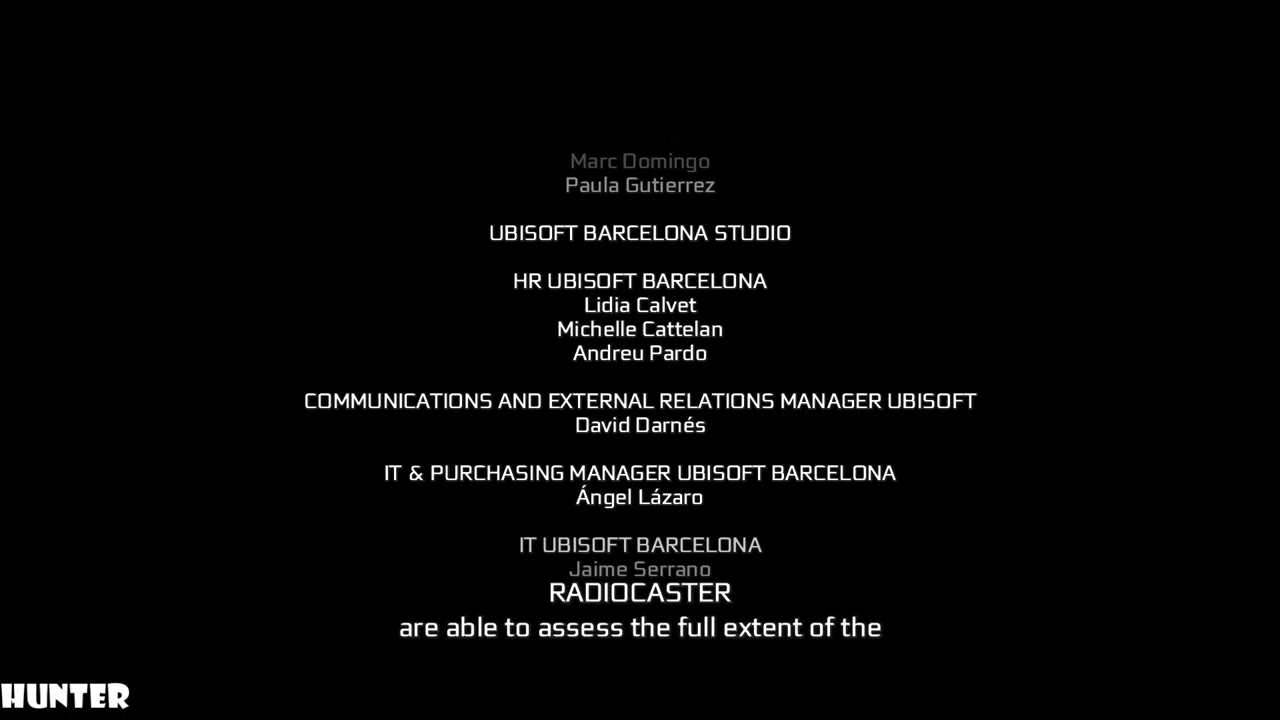 Marc Domingo
Paula Gutierrez
UBISOFT BARCELONA STUDIO
HR UBISOFT BARCELONA
Lidia Calvet
Michelle Cattelan
Andreu Pardo
COMMUNICATIONS AND EXTERNAL RELATIONS MANAGER UBISOFT
David Darnés
IT & PURCHASING MANAGER UBISOFT BARCELONA
Ángel Lázaro
IT UBISOFT BARCELONA
Jaime Serrano
RADIOCASTER
are able to assess the full extent of the
HUNTER